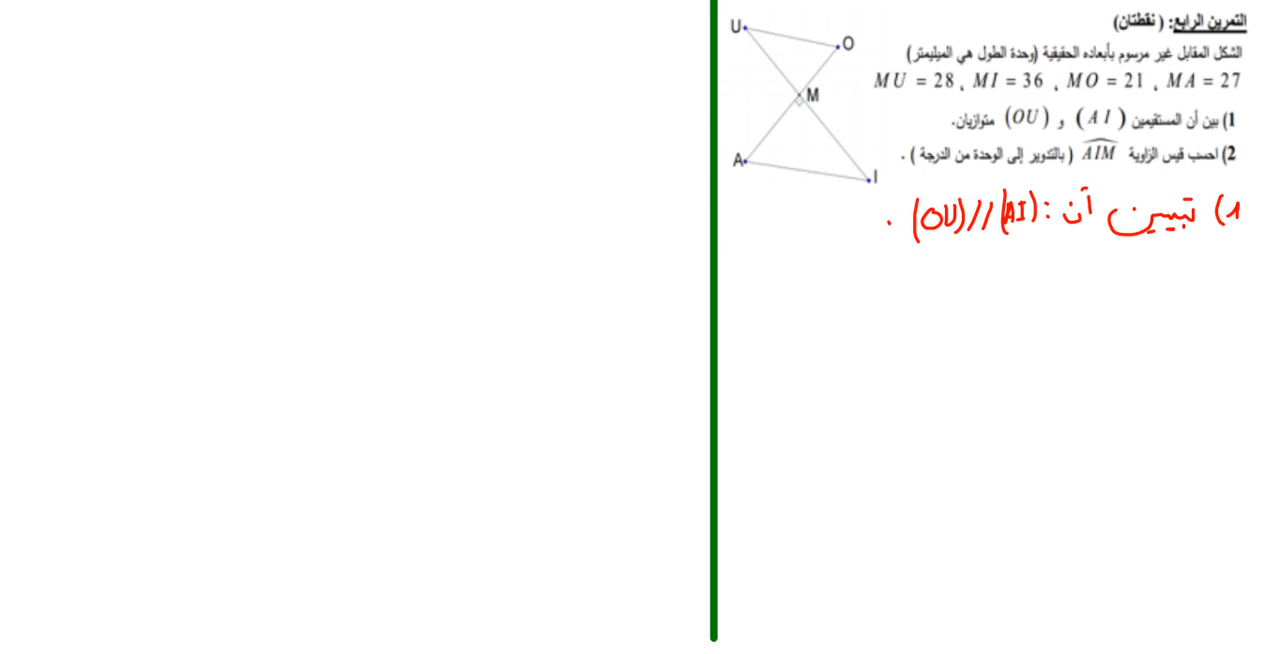 التمرين الرابع: ( نقطتان)
الشكل المقابل غير مرسوم بأبعاده الحقيقية (وحدة الطول هي الميليمتر)
MU = 28 , MI = 36 , MO = 21 , MA = 27
1) بين أن المستقيمين (AI) و (OU) متوازيان.
2) احسب قيس الزاوية AIM ( بالتدوير إلى الوحدة من الدرجة ) .
U
O
M
A
I
1) تبيين أن : (OU)//(AI) .